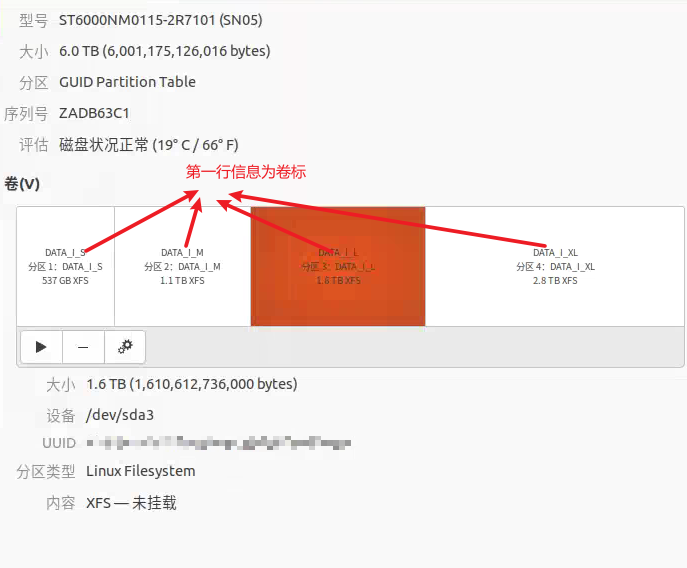 型号 ST6000NM0115-2R7101 (SN05)
大小 6.0 TB (6,001,175,126,016 bytes)
分区 GUID Partition Table
序列号 ZADB63C1
评估 磁盘状况正常 (19° C / 66° F)
第一行信息为卷标
卷(V)
DATA_I_S DATA_I_M DATA_I_L DATA_I_XL
分区 1: DATA_I_S 分区 2: DATA_I_M 分区 3: DATA_I_L 分区 4: DATA_I_XL
537 GB XFS 1.1 TB XFS 1.6 TB XFS 2.8 TB XFS
大小 1.6 TB (1,610,612,736,000 bytes)
设备 /dev/sda3
UUID
分区类型 Linux Filesystem
内容 XFS — 未挂载